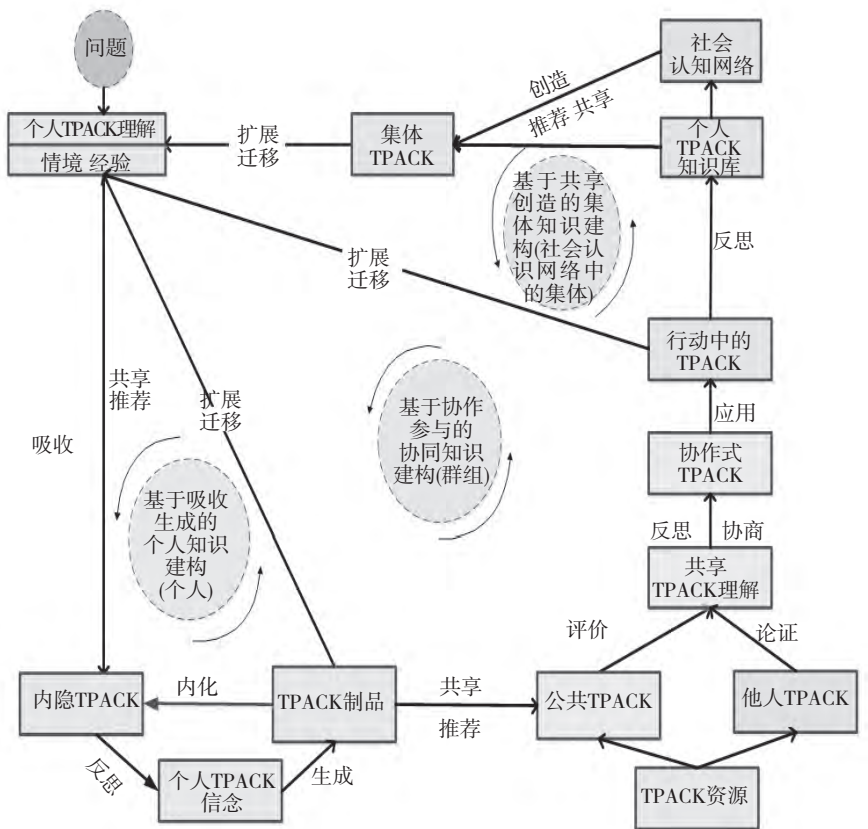 问题
社会
认知网络
创造
推荐 共享
个人TPACK理解
情境 经验
扩展
迁移
集体
TPACK
个人
TPACK
知识库
基于共享
创造的集
体知识建
构(社会认
识网络中
的集体)
反思
扩展
迁移
行动中的
TPACK
共享
推荐
扩展
迁移
基于协作
参与的
协同知识
建构(群组)
应用
吸收
协作式
TPACK
基于吸收
生成的
个人知识
建构
(个人)
反思 协商
共享
TPACK理解
评价
论证
内隐TPACK
内化
TPACK制品
共享
推荐
公共TPACK
他人TPACK
反思
个人TPACK
信念
生成
TPACK资源